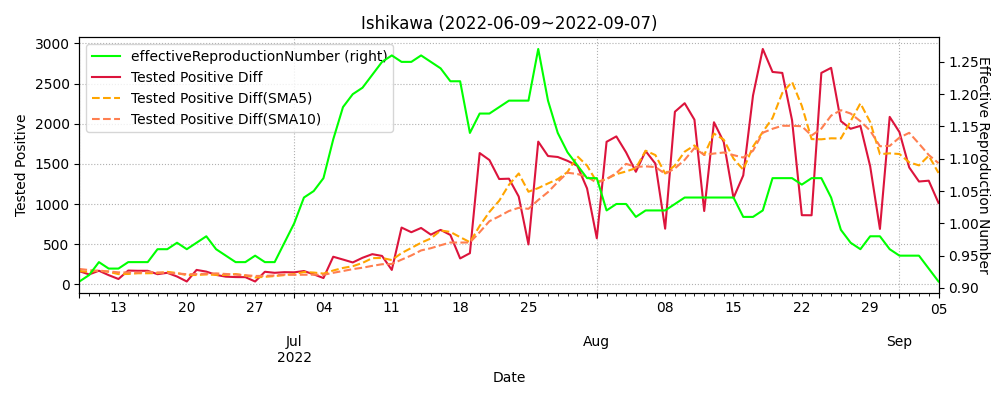 Ishikawa (2022-06-09~2022-09-07)
effectiveReproductionNumber (right)
Tested Positive Diff
Tested Positive Diff(SMA5)
Tested Positive Diff(SMA10)
Tested Positive
3000
2500
2000
1500
1000
500
0
Effective Reproduction Number
1.25
1.20
1.15
1.10
1.05
1.00
0.95
0.90
13 20 27 04 11 18 25 08 15 22 29 05
Jul Aug Sep
2022
Date